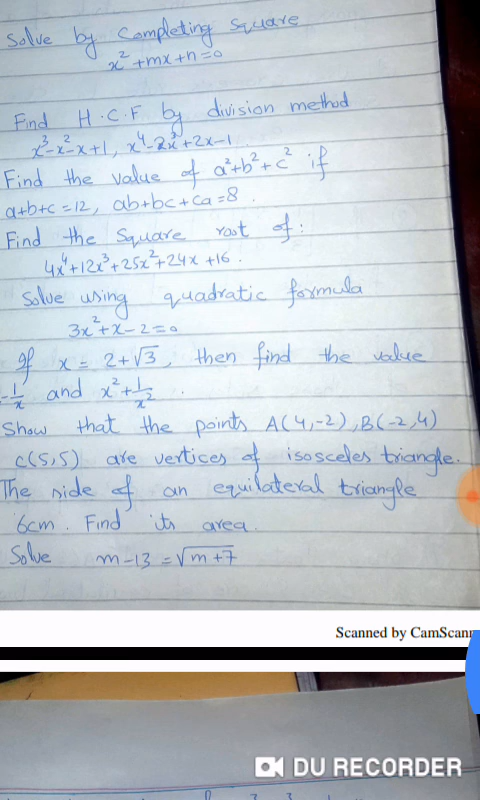 Solve by Completing Square
x² + mx + n = 0
Find H.C.F by division method
x³-x²-x+1, x⁴-2x³+2x-1.
Find the value of a²+b²+c² if
a+b+c=12, ab+bc+ca=8.
Find the Square root of:
4x⁴+12x³+25x²+24x+16.
Solve using quadratic formula
3x²+x-2=0
If x = 2+√3, then find the value
-1/x and x²+1/x².
Show that the points A(4,-2), B(-2,4)
C(5,5) are vertices of isosceles triangle.
The side of an equilateral triangle
6cm. Find its area.
Solve m-13 = √m+7
Scanned by CamScann
DU RECORDER